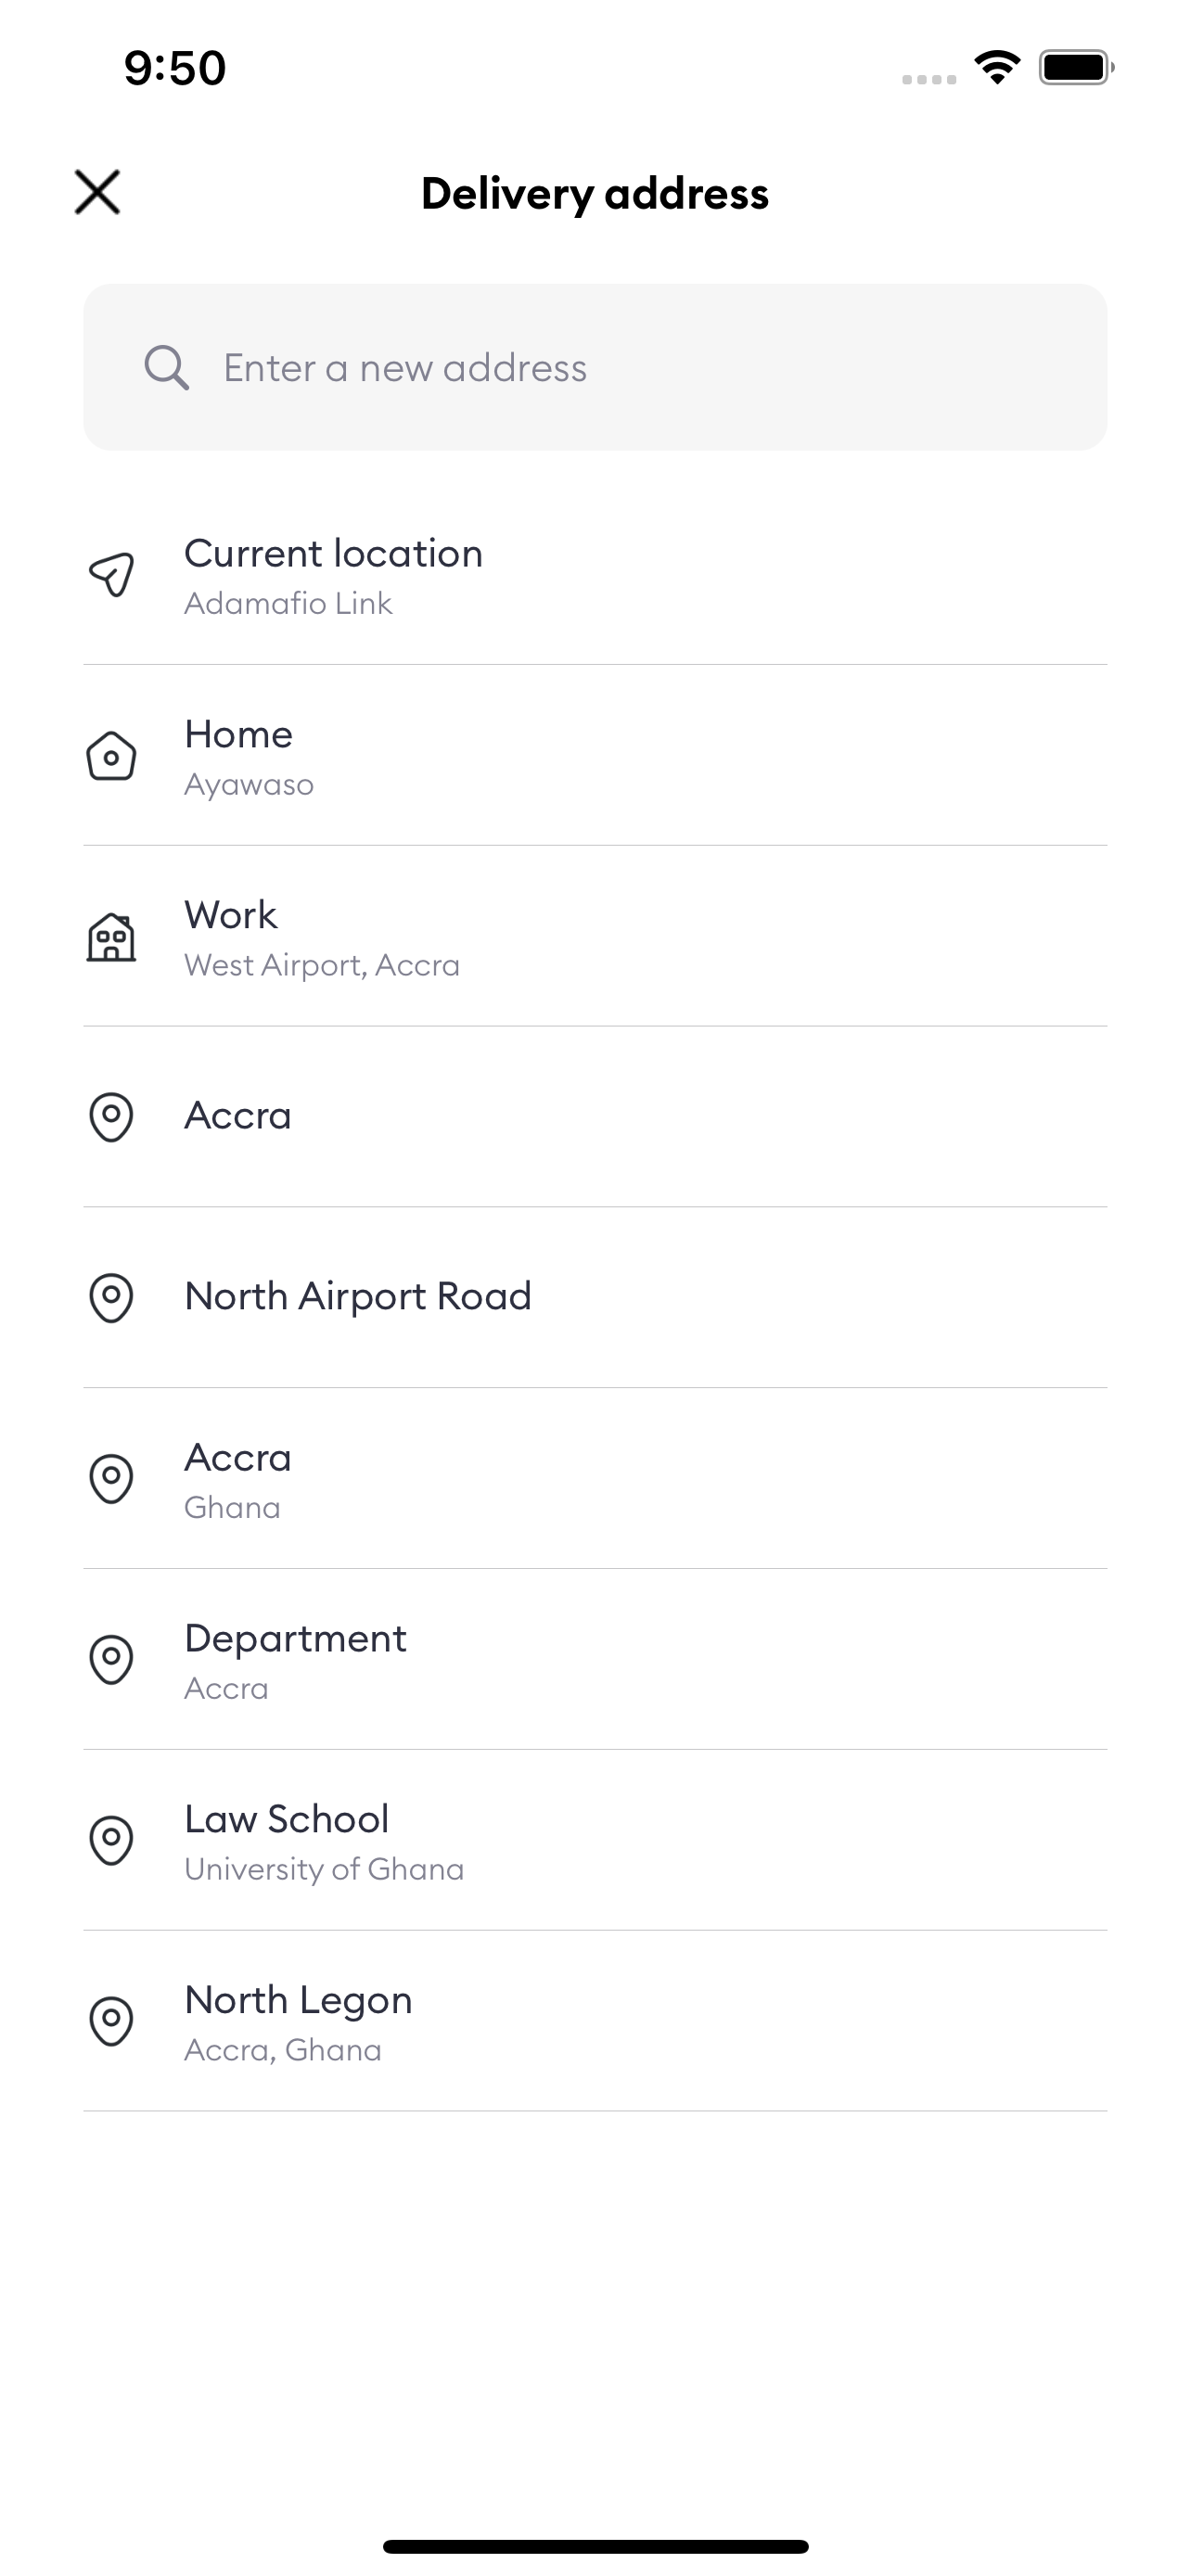 9:50
Delivery address
Enter a new address
Current location
Adamafio Link
Home
Ayawaso
Work
West Airport, Accra
Accra
North Airport Road
Accra
Ghana
Department
Accra
Law School
University of Ghana
North Legon
Accra, Ghana